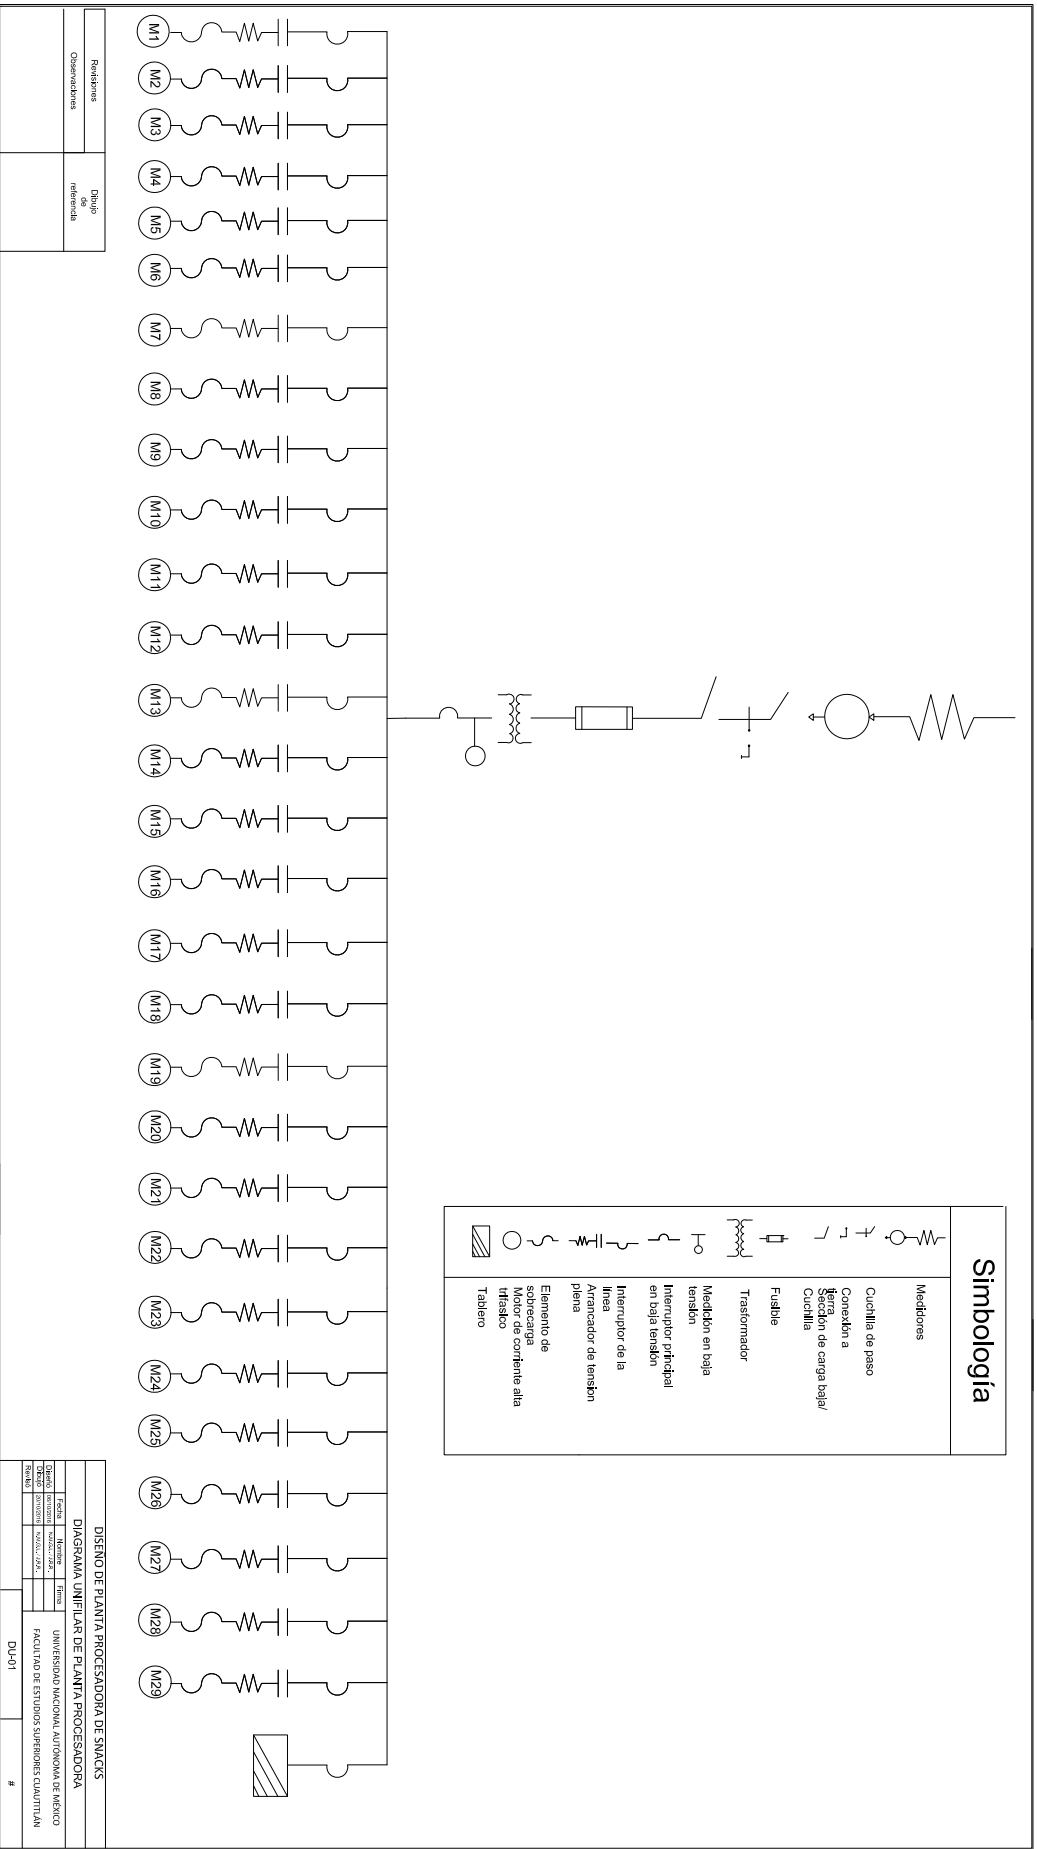 M1
M2
M3
M4
M5
M6
M7
M8
M9
M10
M11
M12
M13
M14
M15
M16
M17
M18
M19
M20
M21
M22
M23
M24
M25
M26
M27
M28
M29
Simbología
Medidores
Cuchilla de paso
Conexión a
tierra
Sección de carga baja/
Cuchilla
Fusible
Trasformador
Medición en baja
tensión
Interruptor principal
en baja tensión
Interruptor de la
línea
Arrancador de tension
plena
Elemento de
sobrecarga
Motor de corriente alta
trifasico
Tablero
Revisiones
Observaciones
Dibujo
de
referencia
DISEÑO DE PLANTA PROCESADORA DE SNACKS
DIAGRAMA UNIFILAR DE PLANTA PROCESADORA
Fecha Nombre Firma
Diseñó
Dibujó
Revisó
UNIVERSIDAD NACIONAL AUTÓNOMA DE MÉXICO
FACULTAD DE ESTUDIOS SUPERIORES CUAUTITLÁN
DU-01
#